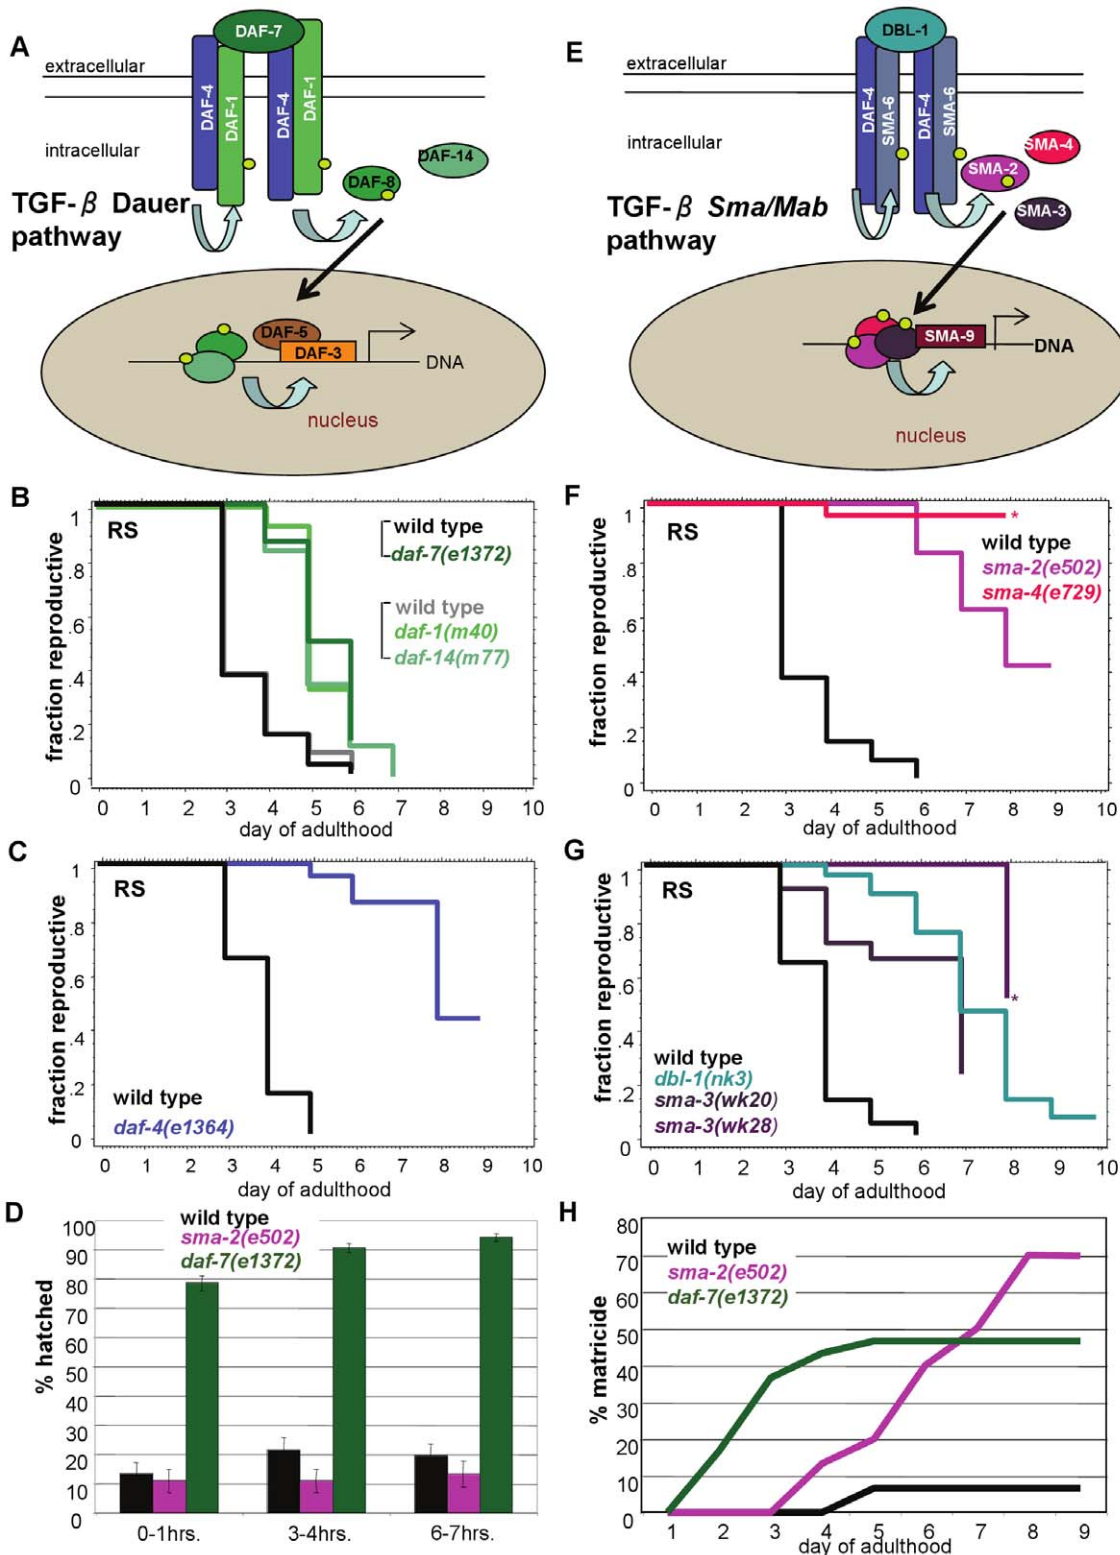 A
DAF-7
extracellular
DAF-4
DAF-1
DAF-4
DAF-1
intracellular
DAF-14
DAF-8
TGF-β Dauer
pathway
DAF-5
DAF-3
DNA
nucleus
E
DBL-1
extracellular
DAF-4
SMA-6
DAF-4
SMA-6
intracellular
SMA-4
SMA-2
SMA-3
TGF-β Sma/Mab
pathway
SMA-9
DNA
nucleus
B
RS
wild type
daf-7(e1372)
wild type
daf-1(m40)
daf-14(m77)
fraction reproductive
1
.8
.6
.4
.2
0
0 1 2 3 4 5 6 7 8 9 10
day of adulthood
F
RS
*
wild type
sma-2(e502)
sma-4(e729)
fraction reproductive
1
.8
.6
.4
.2
0
0 1 2 3 4 5 6 7 8 9 10
day of adulthood
C
RS
wild type
daf-4(e1364)
fraction reproductive
1
.8
.6
.4
.2
0
0 1 2 3 4 5 6 7 8 9 10
day of adulthood
G
RS
*
wild type
dbl-1(nk3)
sma-3(wk20)
sma-3(wk28)
fraction reproductive
1
.8
.6
.4
.2
0
0 1 2 3 4 5 6 7 8 9 10
day of adulthood
D
wild type
sma-2(e502)
daf-7(e1372)
% hatched
100
90
80
70
60
50
40
30
20
10
0
0-1hrs. 3-4hrs. 6-7hrs.
H
wild type
sma-2(e502)
daf-7(e1372)
% matricide
80
70
60
50
40
30
20
10
0
1 2 3 4 5 6 7 8 9
day of adulthood